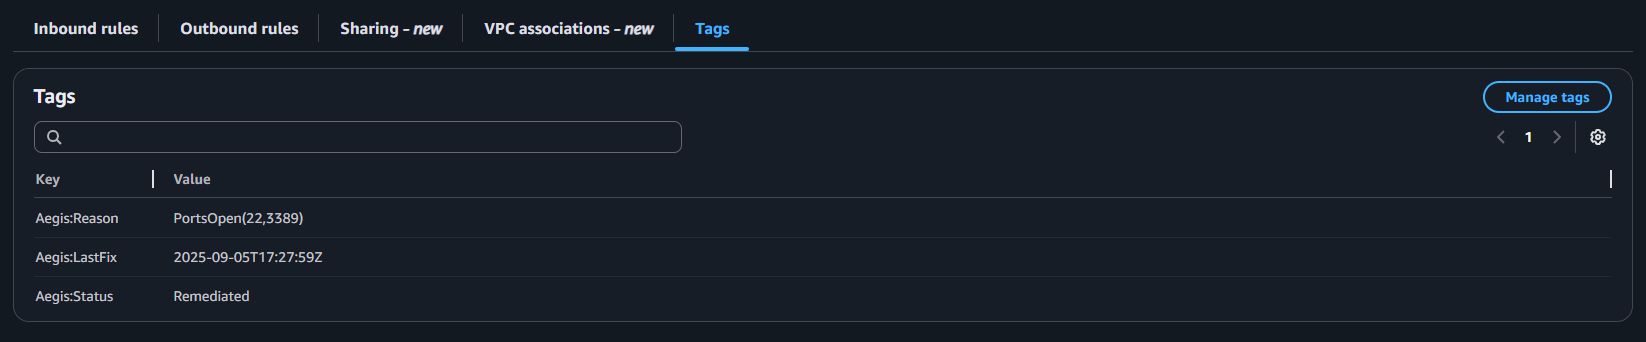 Inbound rules Outbound rules Sharing - new VPC associations - new Tags
Tags
Manage tags
1
Key Value
Aegis:Reason PortsOpen(22,3389)
Aegis:LastFix 2025-09-05T17:27:59Z
Aegis:Status Remediated